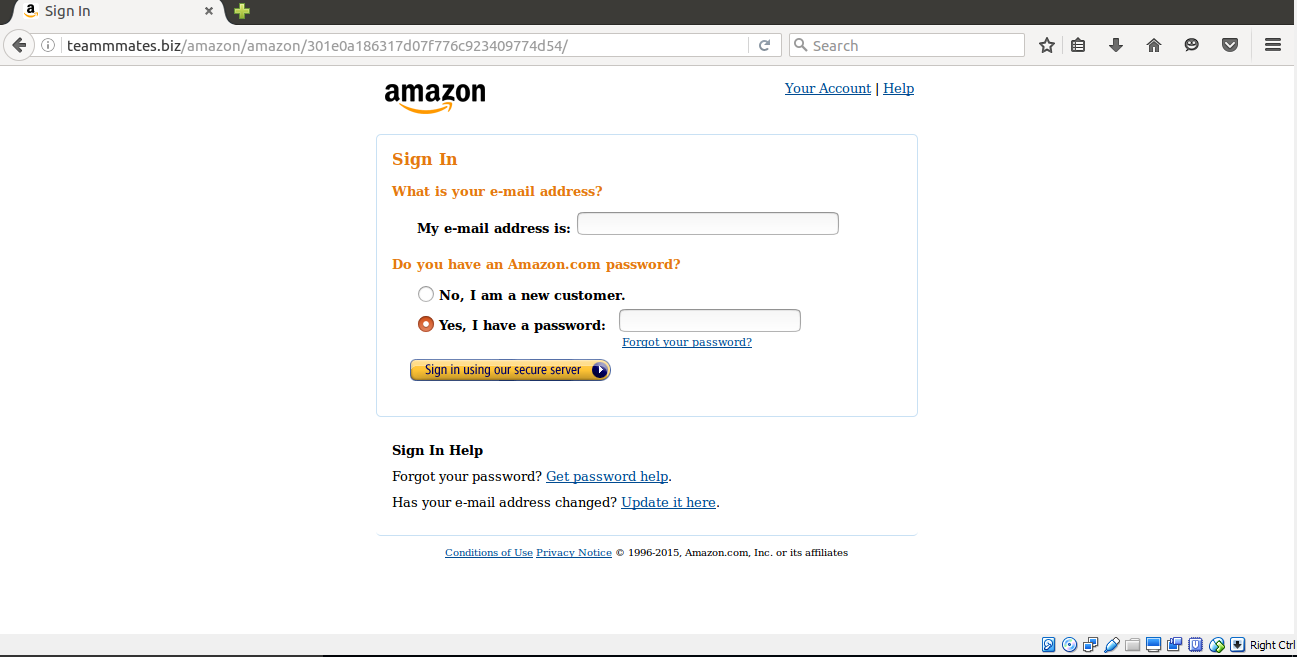 Sign In
teammmates.biz/amazon/amazon/301e0a186317d07f776c923409774d54/
Search
amazon
Your Account | Help
Sign In
What is your e-mail address?
My e-mail address is:
Do you have an Amazon.com password?
No, I am a new customer.
Yes, I have a password:
Forgot your password?
Sign in using our secure server
Sign In Help
Forgot your password? Get password help.
Has your e-mail address changed? Update it here.
Conditions of Use Privacy Notice © 1996-2015, Amazon.com, Inc. or its affiliates
Right Ctrl